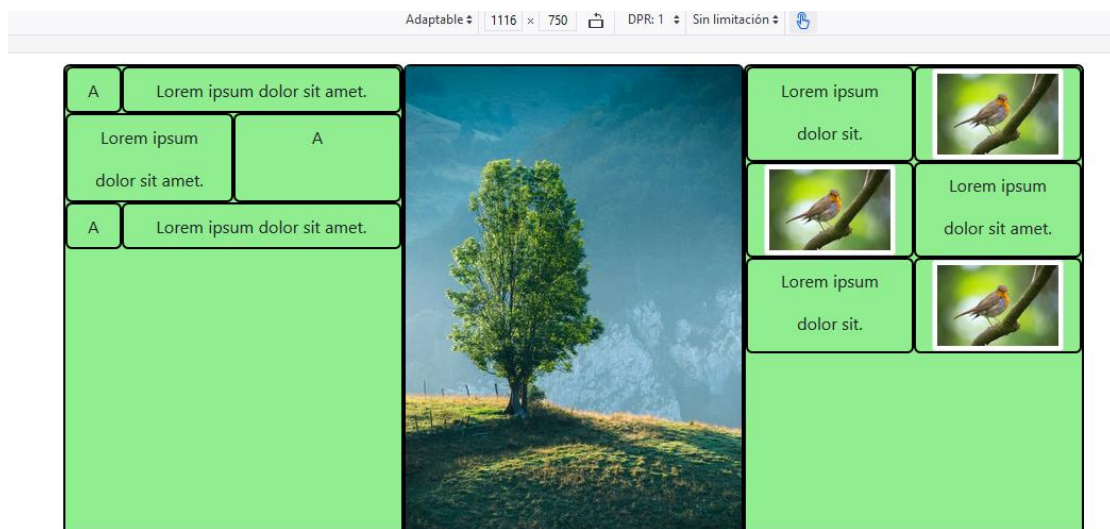 Adaptable 1116 × 750 DPR: 1 Sin limitación
A
Lorem ipsum dolor sit amet.
Lorem ipsum
dolor sit amet.
A
A
Lorem ipsum dolor sit amet.
Lorem ipsum
dolor sit.
Lorem ipsum
dolor sit amet.
Lorem ipsum
dolor sit.